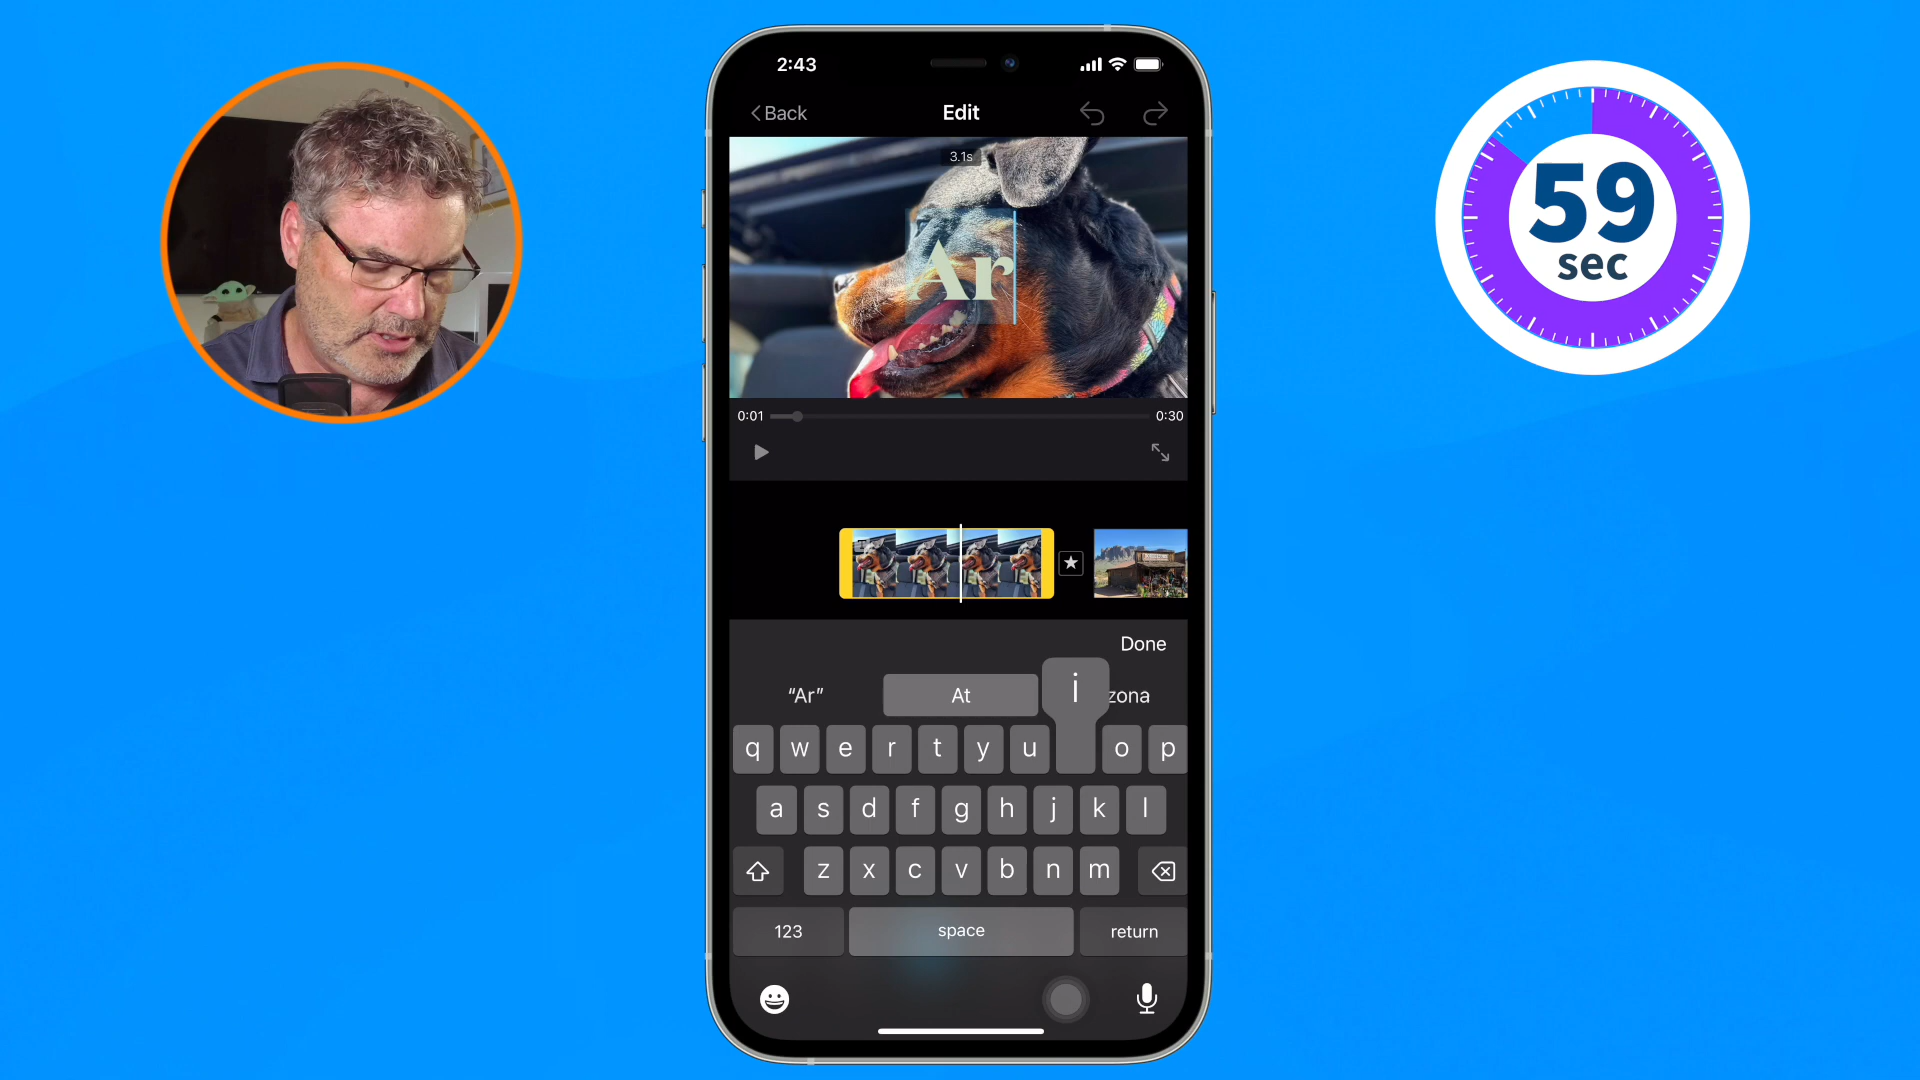 2:43
Back
Edit
3.1s
Ar
0:01
0:30
Done
“Ar”
At
zona
i
q w e r t y u o p
a s d f g h j k l
z x c v b n m
123
space
return
59
sec